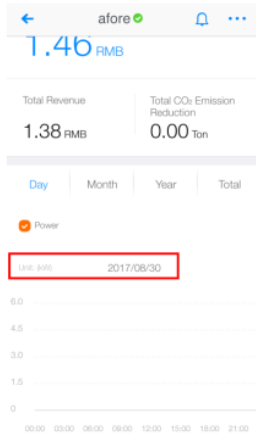 afore
1.46 RMB
Total Revenue
Total CO₂ Emission
Reduction
1.38 RMB
0.00 Ton
Day Month Year Total
Power
Unit: (kW) 2017/08/30
6.0
4.5
3.0
1.5
0
00:00 03:00 06:00 09:00 12:00 15:00 18:00 21:00